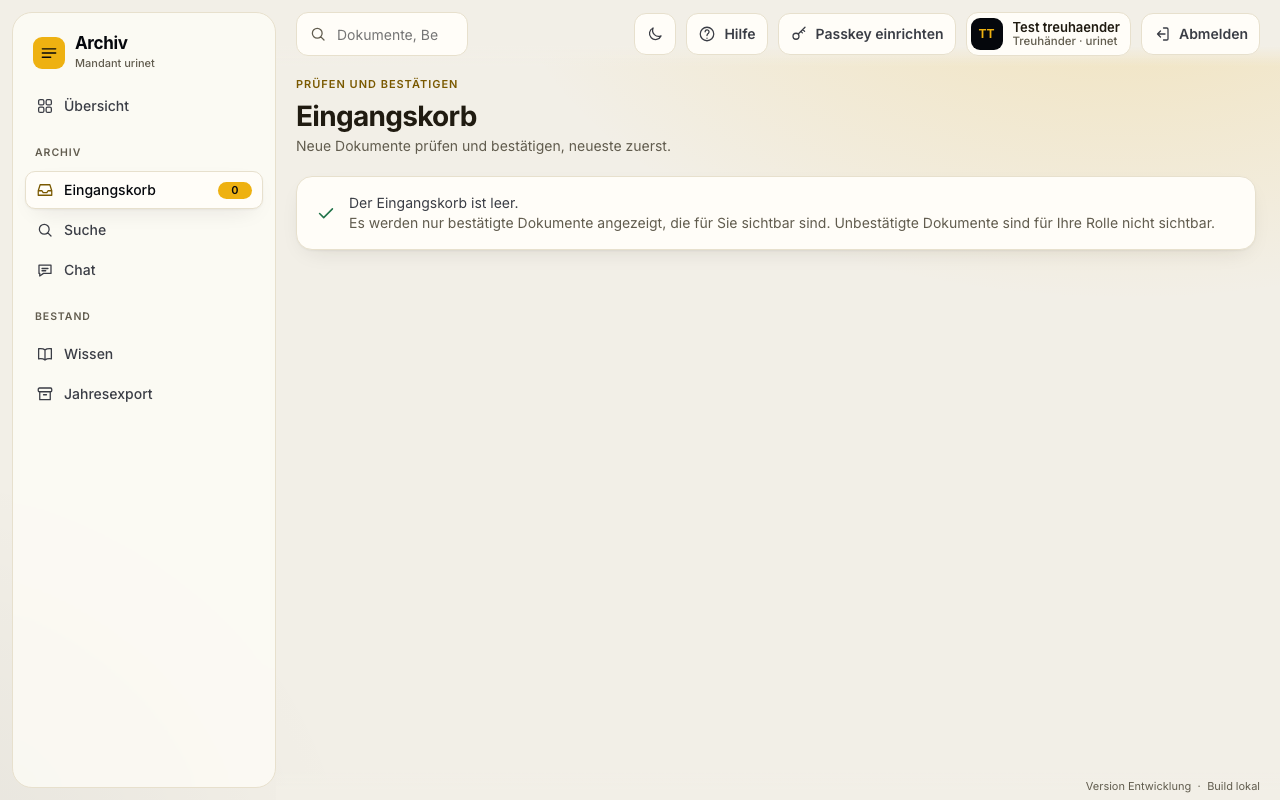 Archiv
Mandant urinet
Übersicht
ARCHIV
Eingangskorb 0
Suche
Chat
BESTAND
Wissen
Jahresexport
Dokumente, Be
Hilfe
Passkey einrichten
TT
Test treuhaender
Treuhänder · urinet
Abmelden
PRÜFEN UND BESTÄTIGEN
Eingangskorb
Neue Dokumente prüfen und bestätigen, neueste zuerst.
Der Eingangskorb ist leer.
Es werden nur bestätigte Dokumente angezeigt, die für Sie sichtbar sind. Unbestätigte Dokumente sind für Ihre Rolle nicht sichtbar.
Version Entwicklung · Build lokal